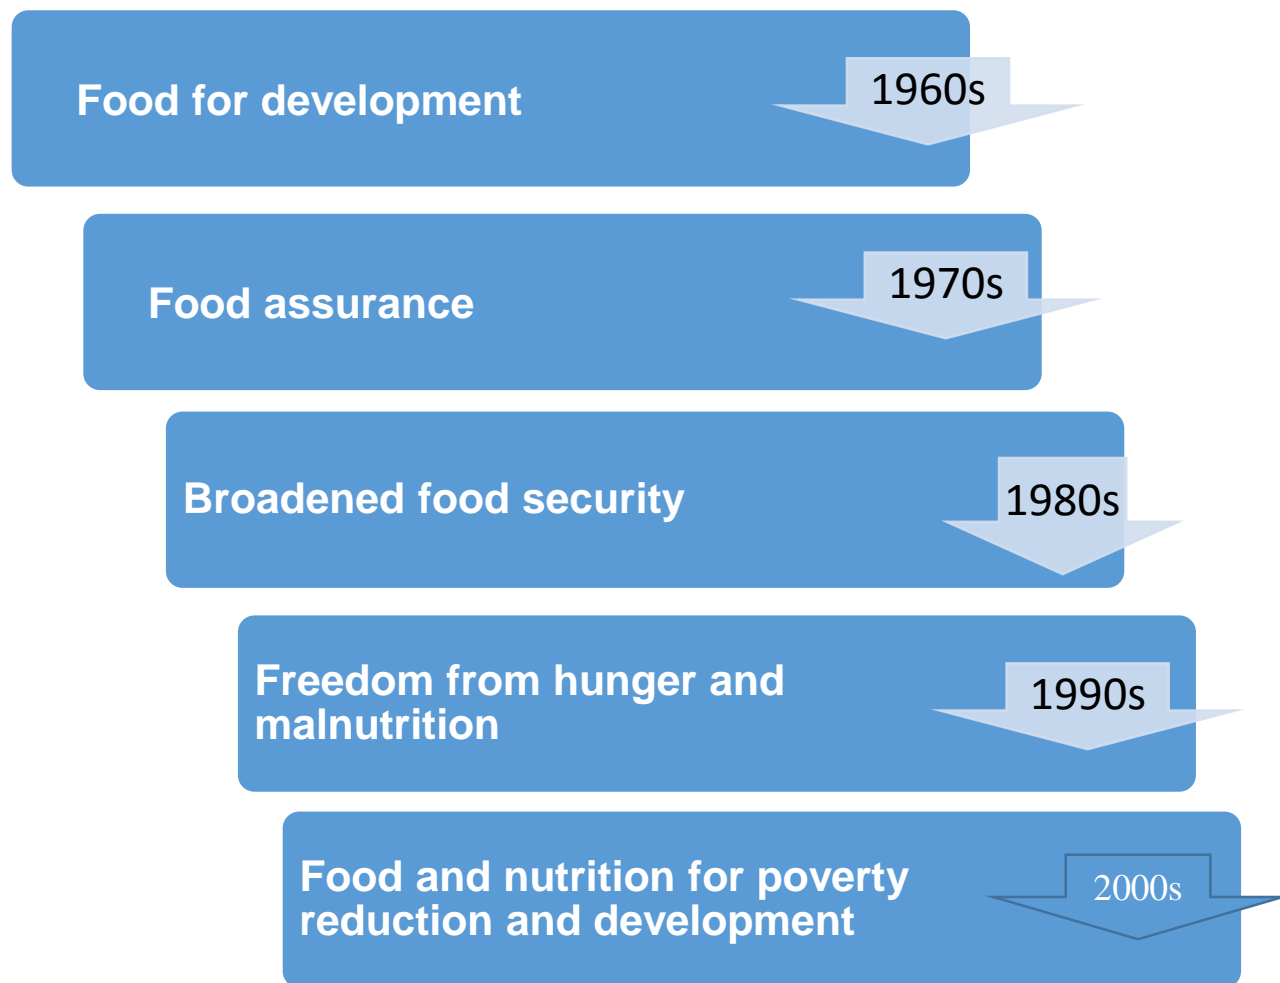 Food for development
1960s
Food assurance
1970s
Broadened food security
1980s
Freedom from hunger and
malnutrition
1990s
Food and nutrition for poverty
reduction and development
2000s